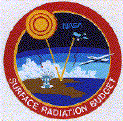 NASA
SURFACE RADIATION BUDGET